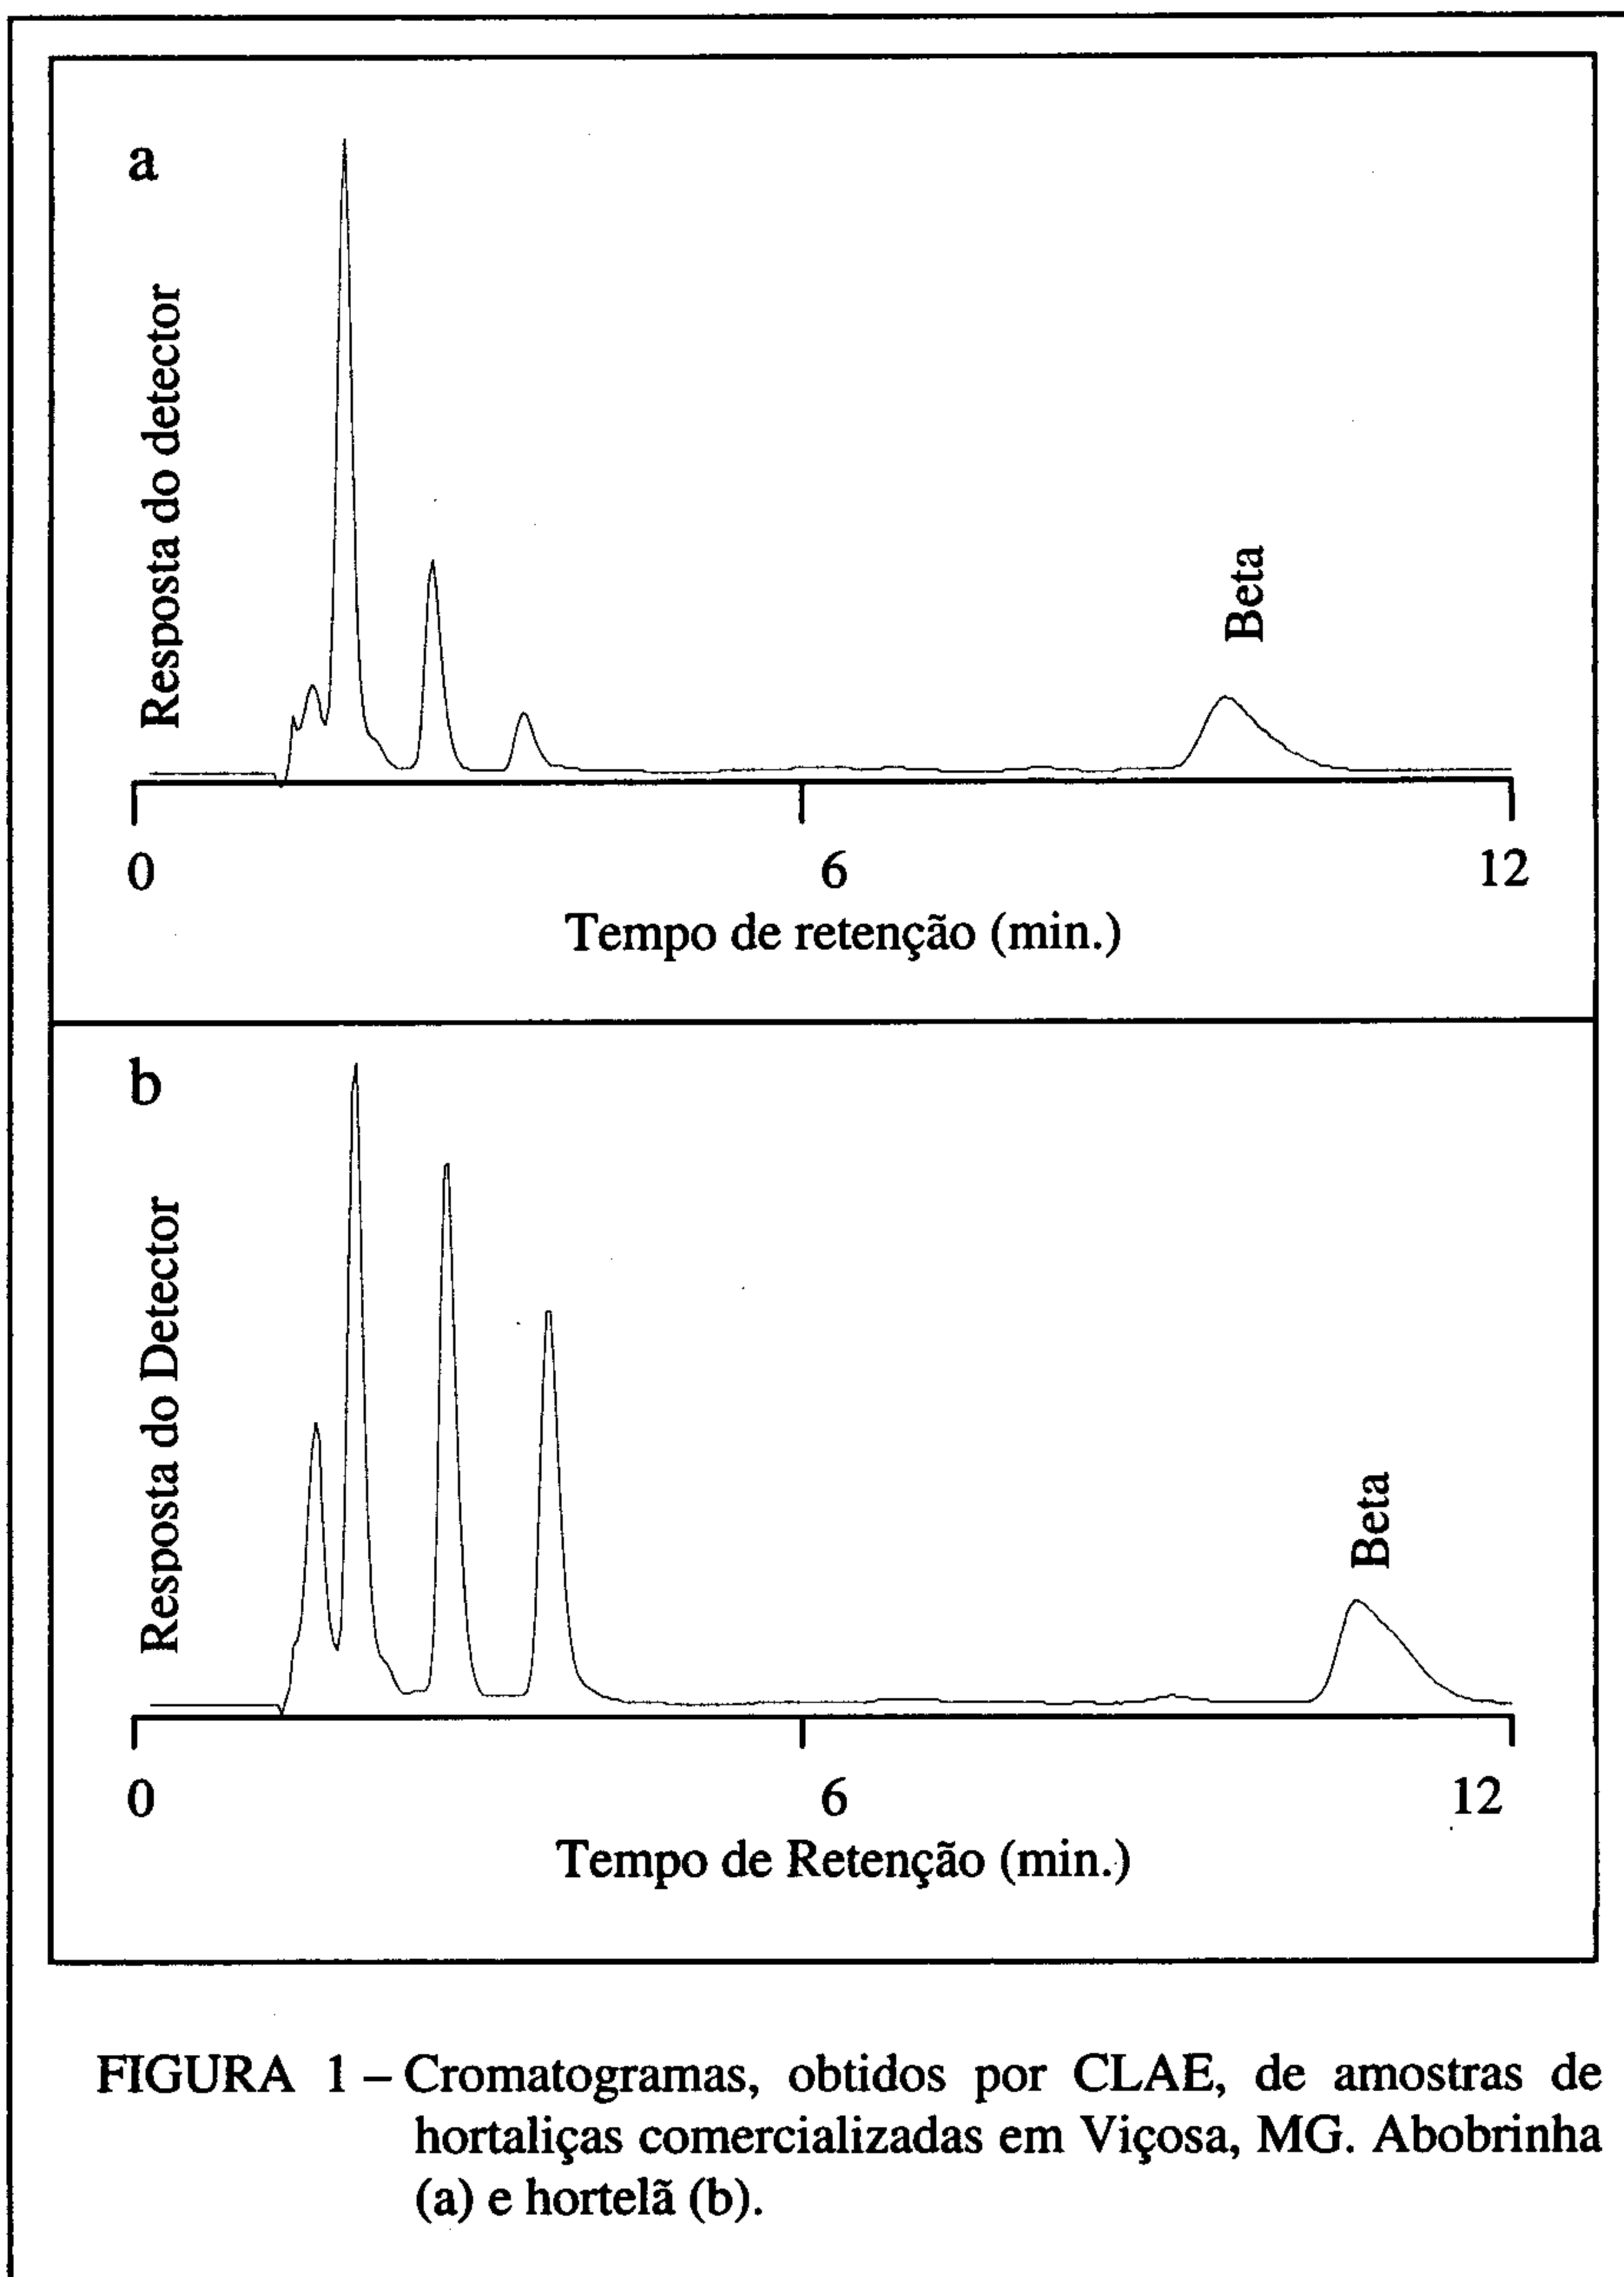 a
Resposta do detector
Beta
0 6 12
Tempo de retenção (min.)
b
Resposta do Detector
Beta
0 6 12
Tempo de Retenção (min.)
FIGURA 1 – Cromatogramas, obtidos por CLAE, de amostras de
hortaliças comercializadas em Viçosa, MG. Abobrinha
(a) e hortelã (b).